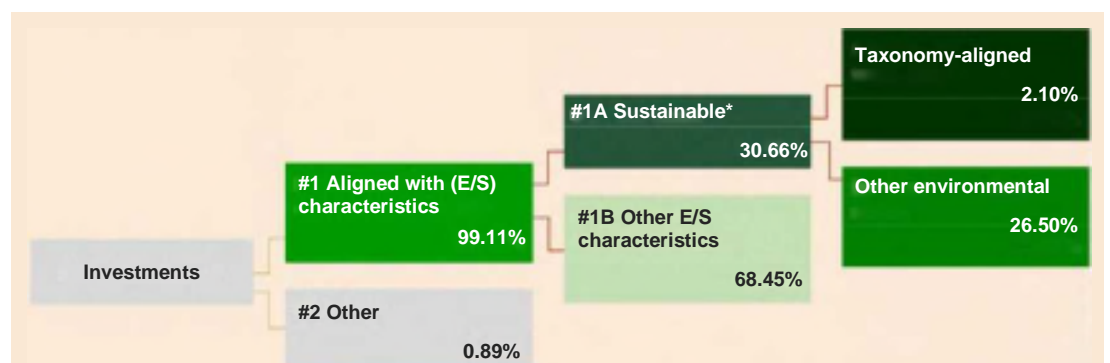 Taxonomy-aligned
2.10%
#1A Sustainable*
30.66%
#1 Aligned with (E/S)
characteristics
99.11%
Other environmental
26.50%
#1B Other E/S
characteristics
68.45%
Investments
#2 Other
0.89%